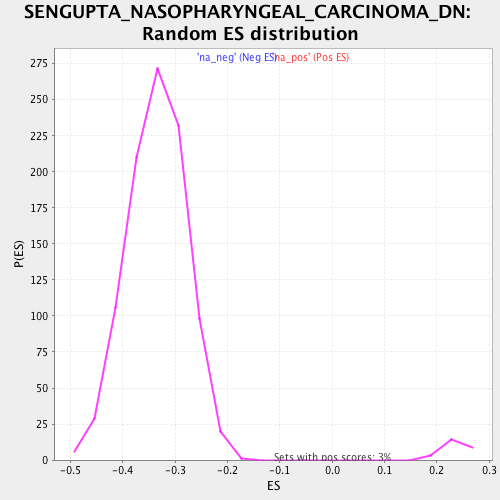 SENGUPTA_NASOPHARYNGEAL_CARCINOMA_DN:
Random ES distribution
'na_neg' (Neg ES) 'na_pos' (Pos ES)
275
250
225
200
175
150
125
100
75
50
25
0
P(ES)
Sets with pos scores: 3%
-0.5 -0.4 -0.3 -0.2 -0.1 0.0 0.1 0.2 0.3
ES